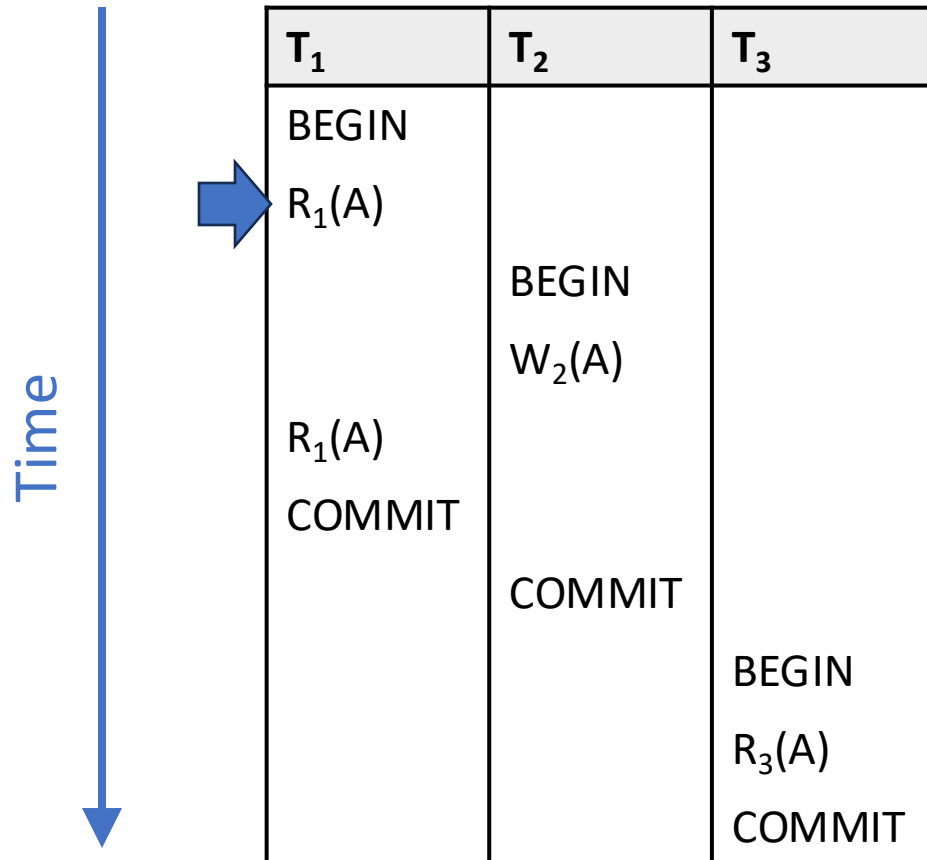 Time
T₁ T₂ T₃
BEGIN
R₁(A)
BEGIN
W₂(A)
R₁(A)
COMMIT
COMMIT
BEGIN
R₃(A)
COMMIT